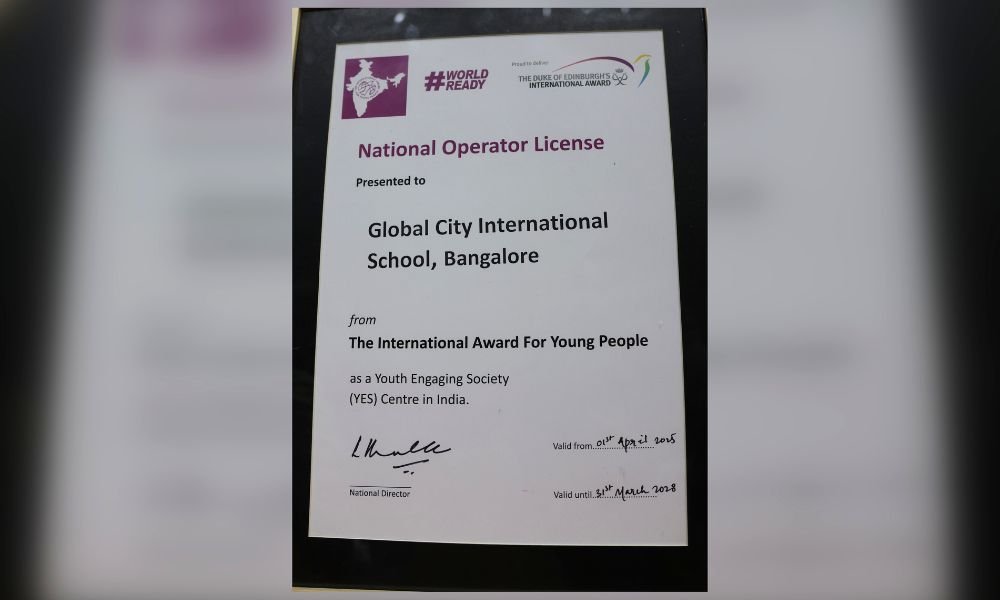 #WORLD
READY
Proud to deliver
THE DUKE OF EDINBURGH'S
INTERNATIONAL AWARD
National Operator License
Presented to
Global City International
School, Bangalore
from
The International Award For Young People
as a Youth Engaging Society
(YES) Centre in India.
Valid from 01st April 2025
National Director
Valid until 31st March 2028